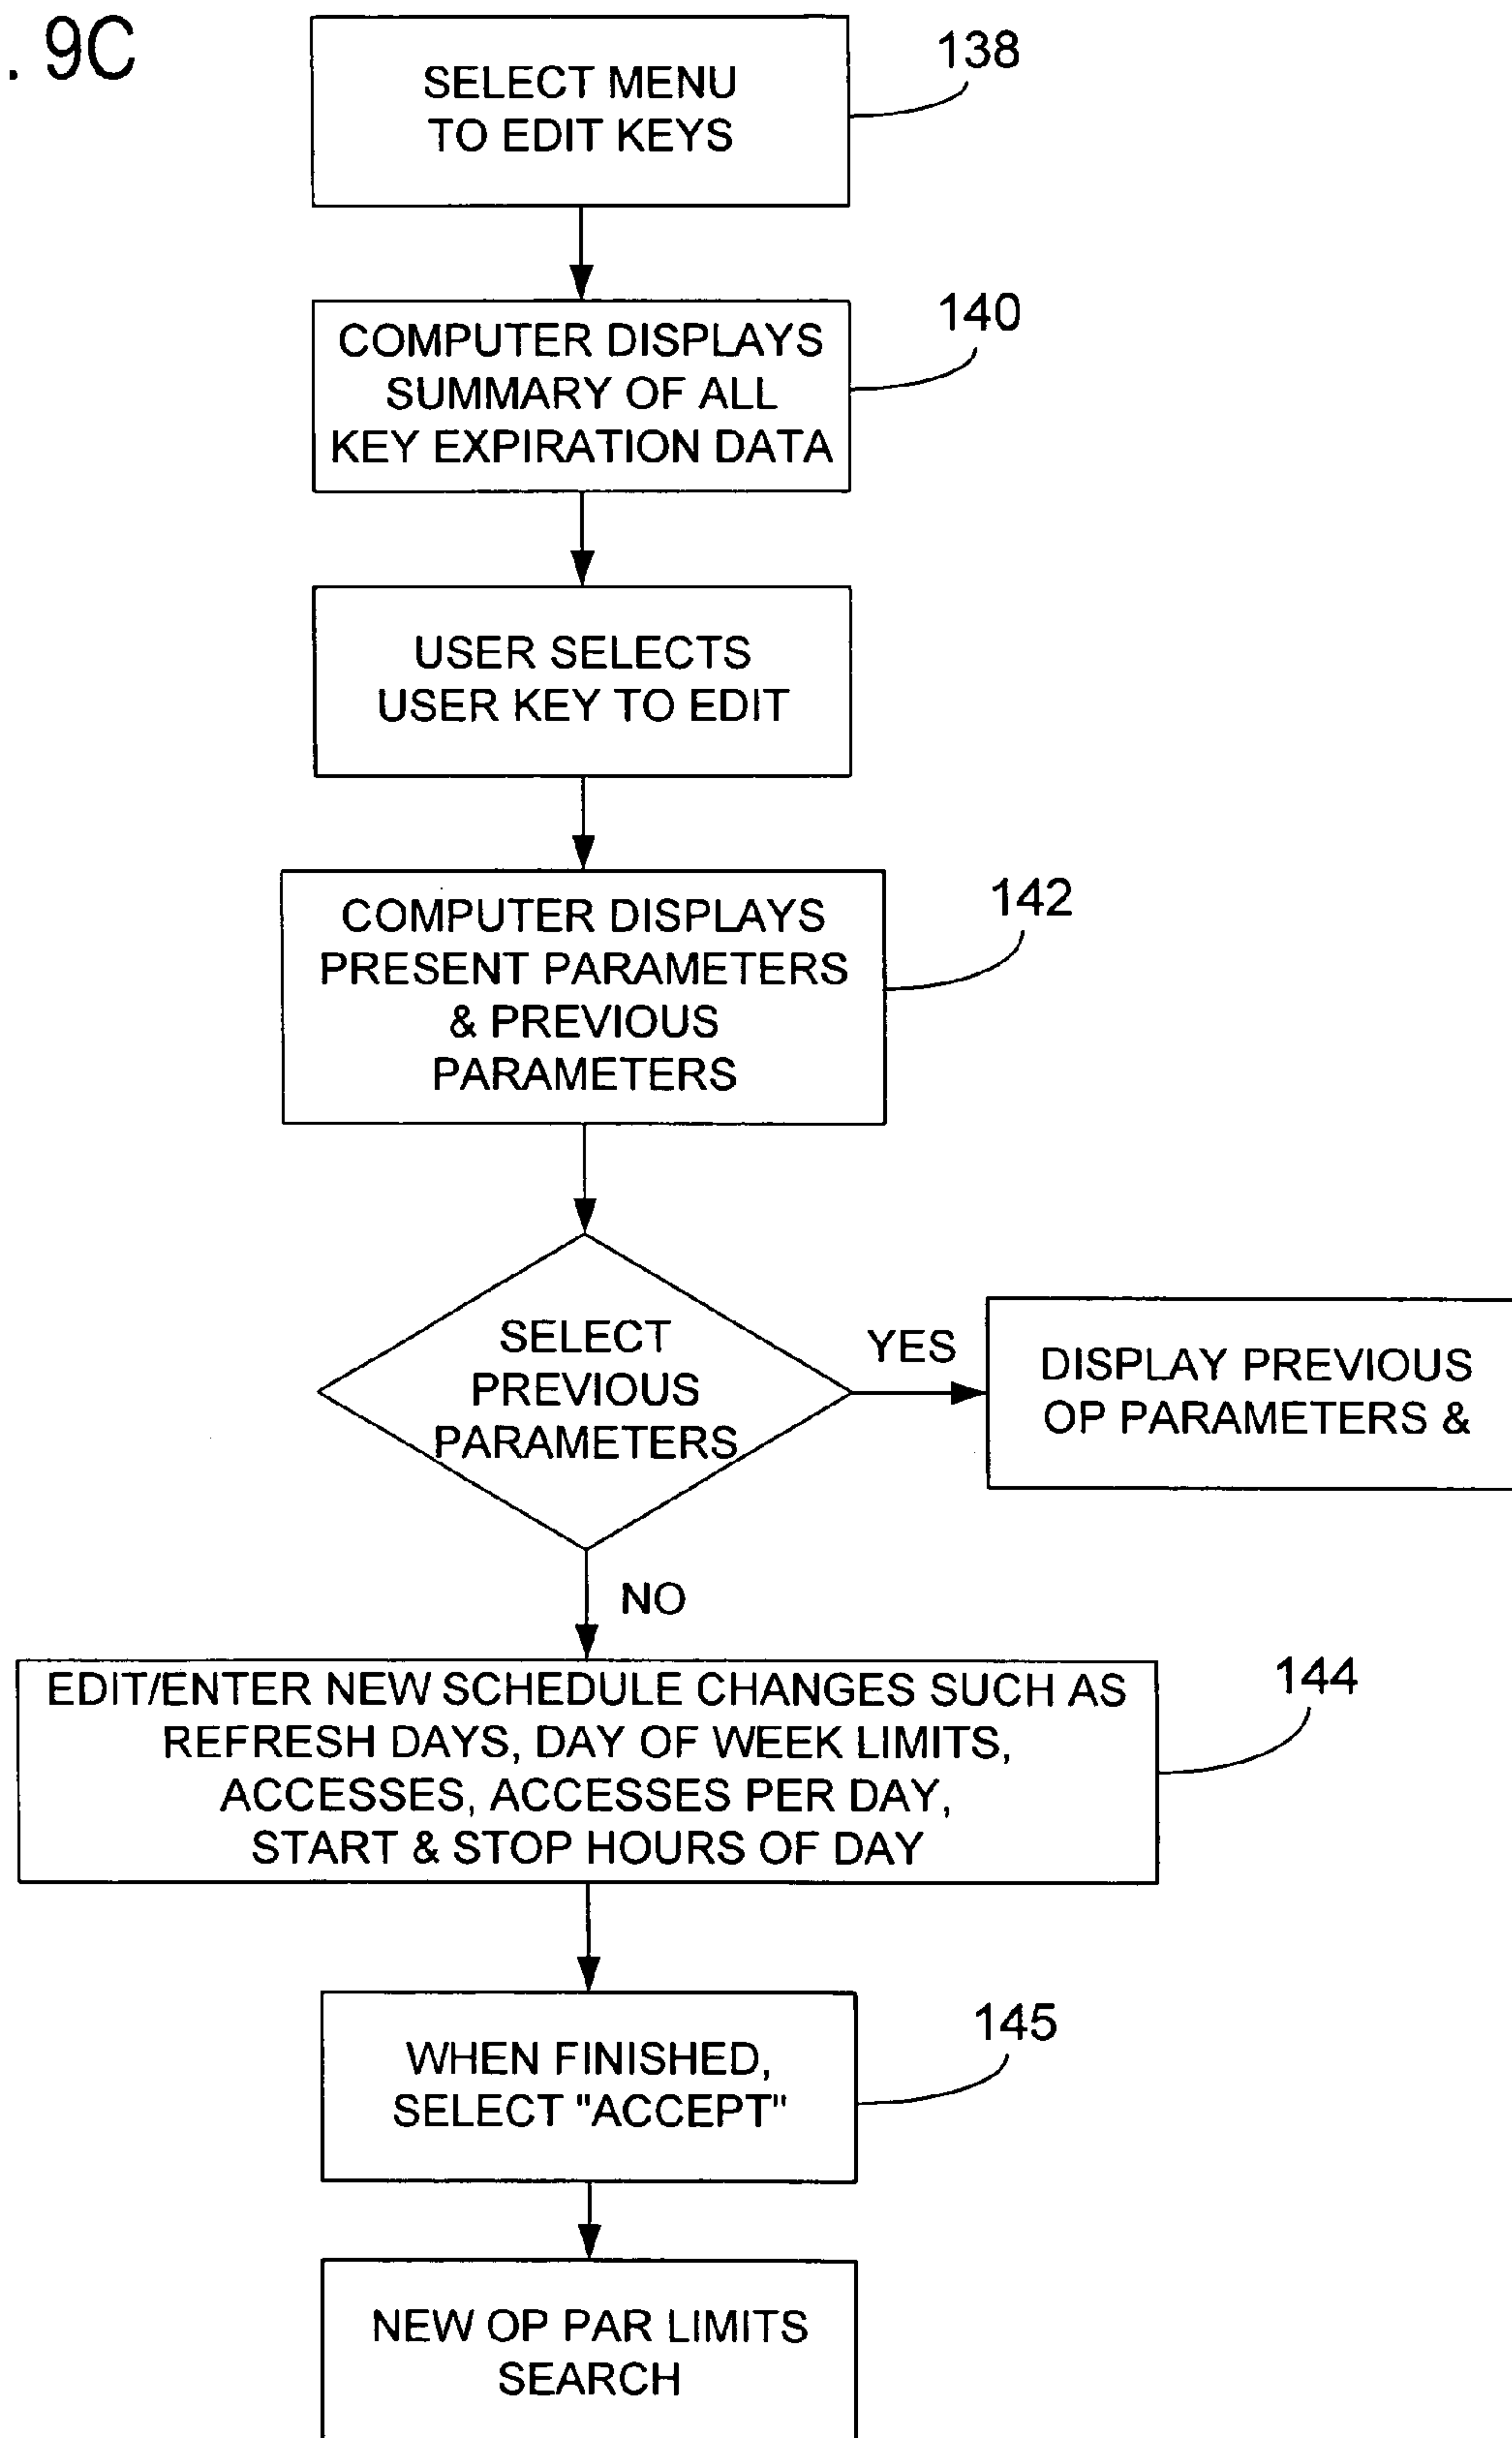 . 9C
138
SELECT MENU
TO EDIT KEYS
140
COMPUTER DISPLAYS
SUMMARY OF ALL
KEY EXPIRATION DATA
USER SELECTS
USER KEY TO EDIT
142
COMPUTER DISPLAYS
PRESENT PARAMETERS
& PREVIOUS
PARAMETERS
SELECT
PREVIOUS
PARAMETERS
YES
DISPLAY PREVIOUS
OP PARAMETERS &
NO
EDIT/ENTER NEW SCHEDULE CHANGES SUCH AS
REFRESH DAYS, DAY OF WEEK LIMITS,
ACCESSES, ACCESSES PER DAY,
START & STOP HOURS OF DAY
144
WHEN FINISHED,
SELECT "ACCEPT"
145
NEW OP PAR LIMITS
SEARCH